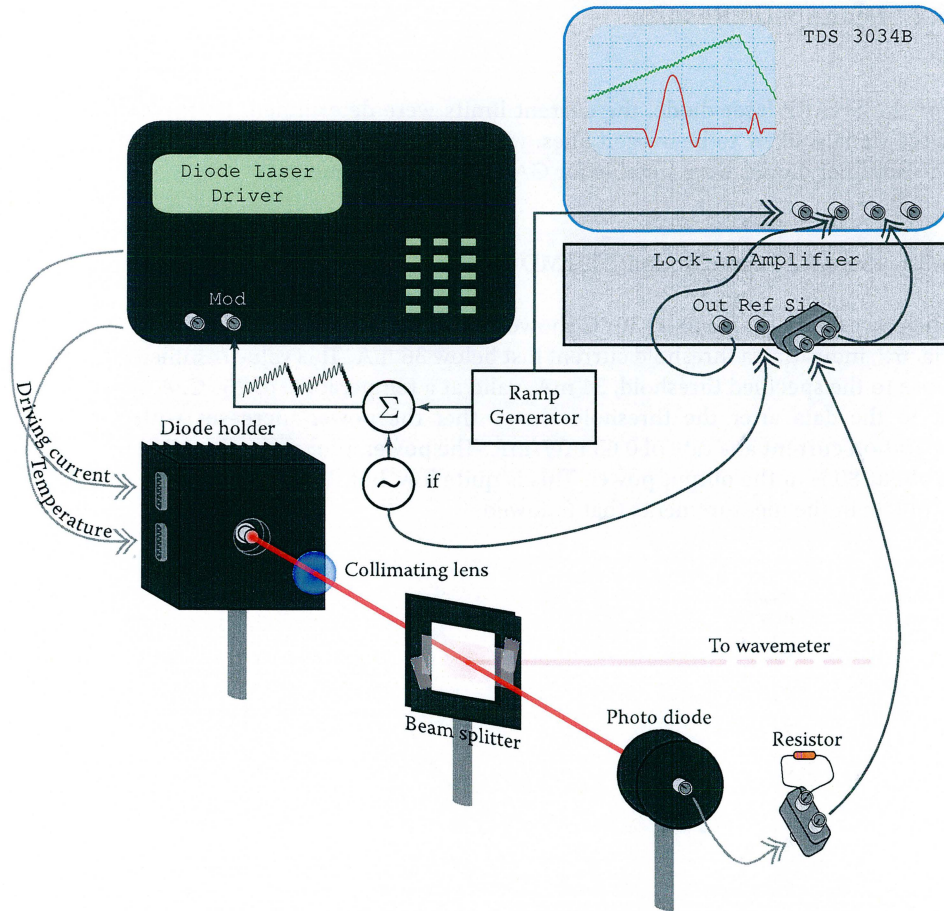 TDS 3034B
Diode Laser
Driver
Lock-in Amplifier
Mod
Out Ref Sig
Σ
Ramp
Generator
~
if
Driving current
Temperature
Diode holder
Collimating lens
To wavemeter
Beam splitter
Photo diode
Resistor